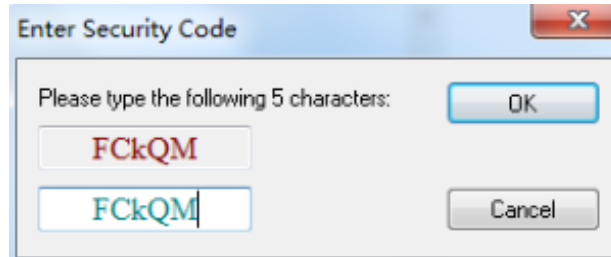 Enter Security Code
Please type the following 5 characters:
OK
FCkQM
FCkQM
Cancel